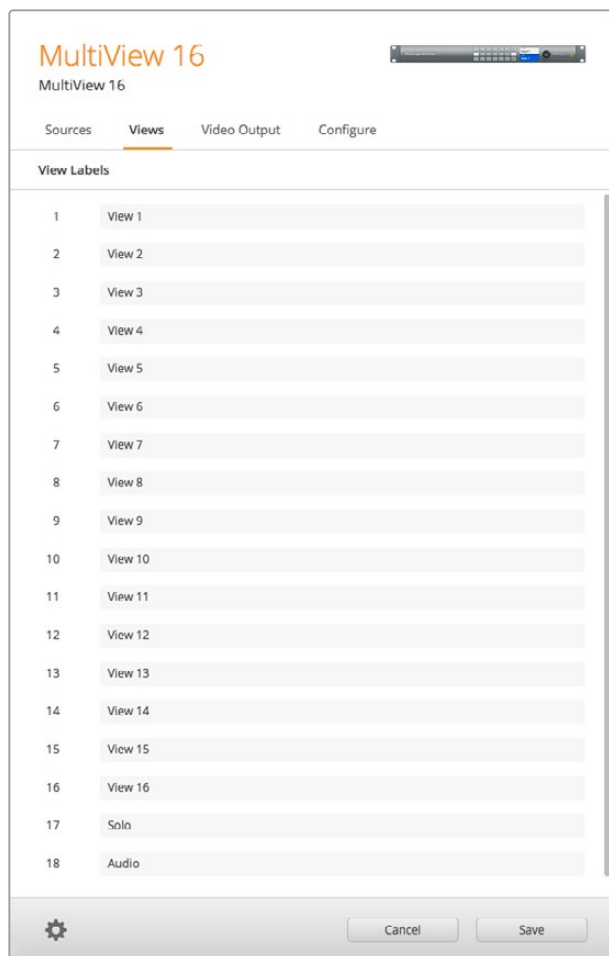 MultiView 16
MultiView 16
Sources Views Video Output Configure
View Labels
1 View 1
2 View 2
3 View 3
4 View 4
5 View 5
6 View 6
7 View 7
8 View 8
9 View 9
10 View 10
11 View 11
12 View 12
13 View 13
14 View 14
15 View 15
16 View 16
17 Solo
18 Audio
Cancel Save